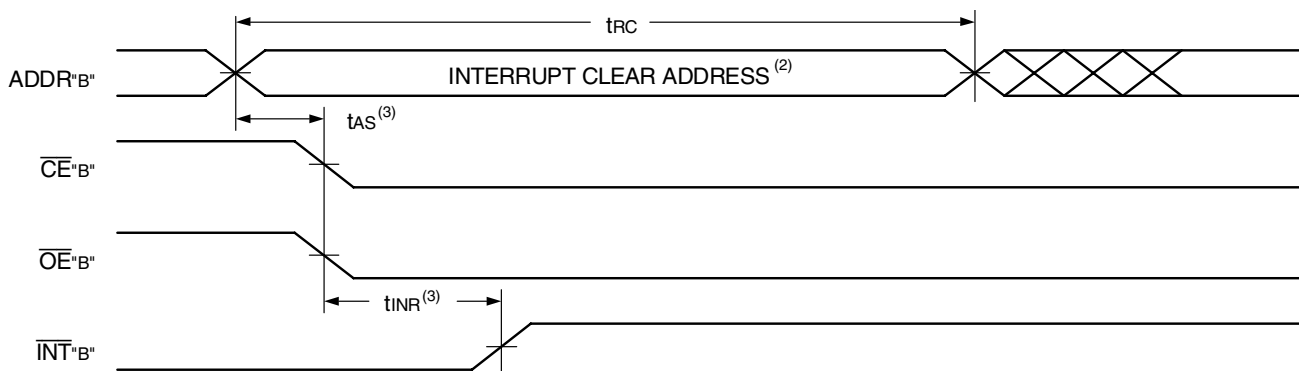 tRC
ADDR"B" INTERRUPT CLEAR ADDRESS(2)
tAS(3)
CE"B"
OE"B"
tINR(3)
INT"B"